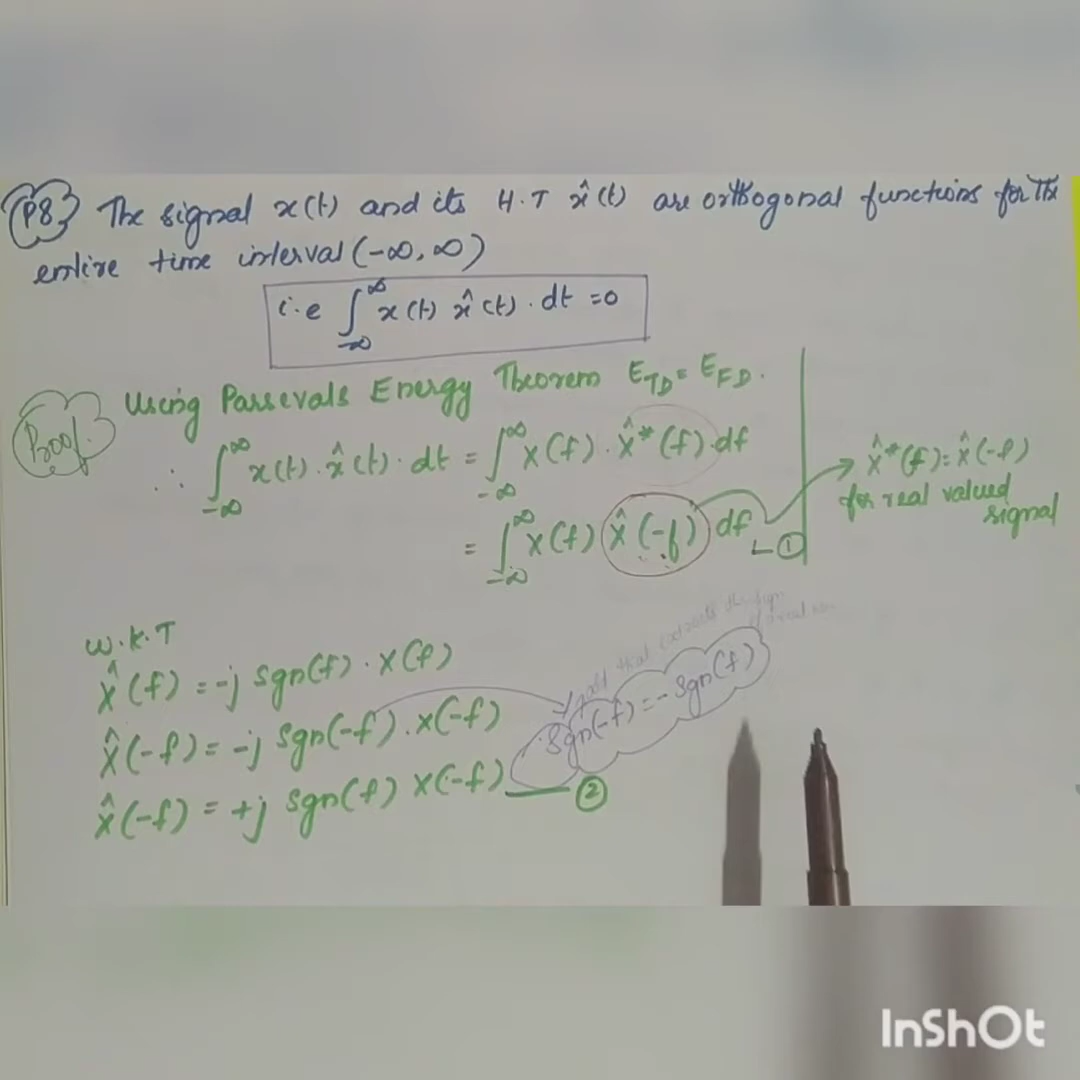 P8 The signal x(t) and its H.T x̂(t) are orthogonal functions for the
entire time interval (-∞, ∞)
i.e ∫_{-∞}^{∞} x(t) x̂(t) · dt = 0
Proof. Using Parsevals Energy Theorem E_TD = E_FD.
∴ ∫_{-∞}^{∞} x(t) · x̂(t) · dt = ∫_{-∞}^{∞} X(f) · X̂*(f) · df
X̂*(f) = X̂(-f)
for real valued
signal
= ∫_{-∞}^{∞} X(f) X̂(-f) df ①
W.K.T
X̂(f) = -j Sgn(f) · X(f)
X̂(-f) = -j Sgn(-f) · X(-f)
Sgn(-f) = - Sgn(f)
X̂(-f) = +j Sgn(f) X(-f) ②
InShOt